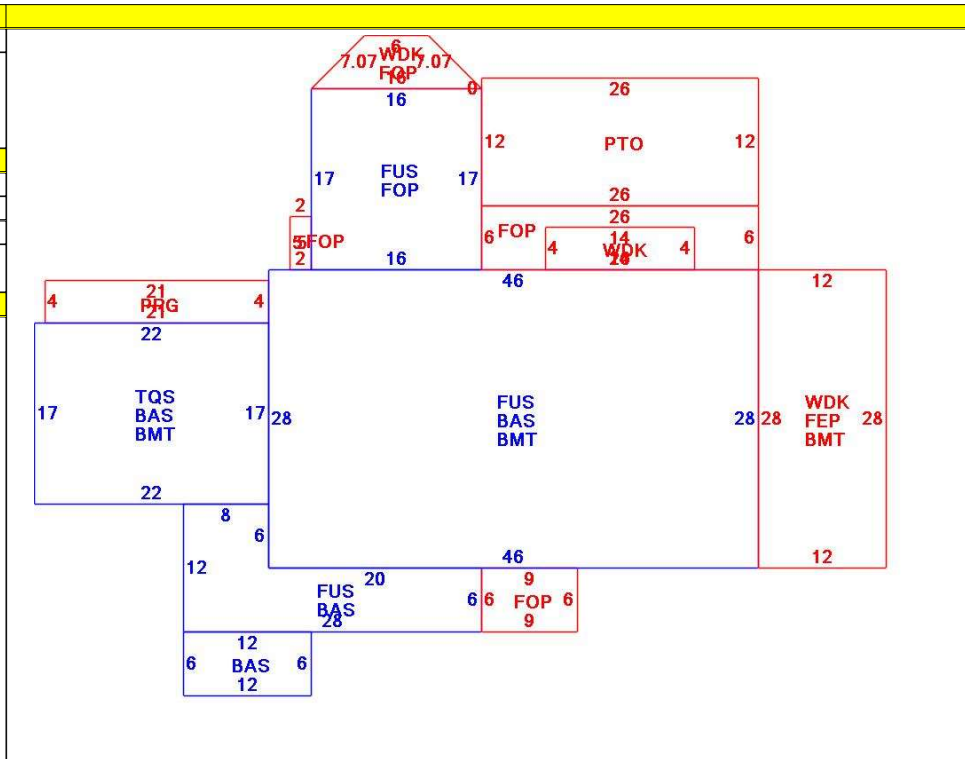 6
7.07 WDK 7.07
FOP
16
0
16
26
12 PTO 12
17 FUS 17
FOP
26
2
26
5 FOP
6 FOP 14 6
4 WDK 4
2
16
46
12
21
4 PRG 4
21
22
TQS
17 BAS 17
BMT
28 FUS 28
BAS
BMT
28 WDK 28
FEP
BMT
22
8
6
12
46
12
20
FUS
BAS
28
6
9
6 FOP 6
9
12
6 BAS 6
12